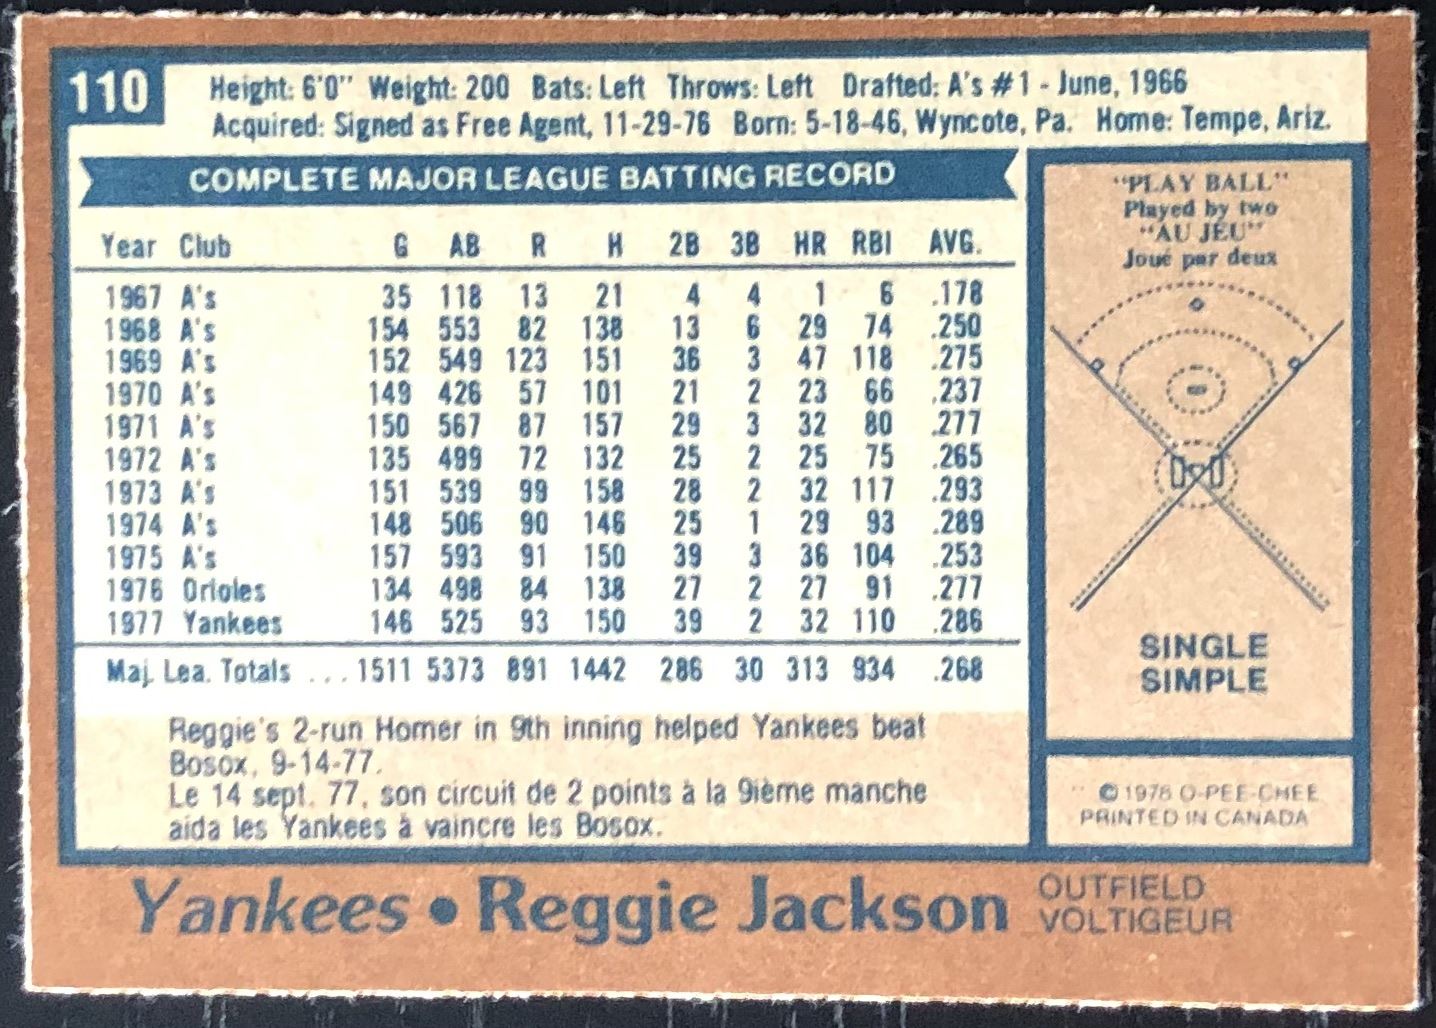 110
Height: 6'0" Weight: 200 Bats: Left Throws: Left Drafted: A's #1 - June, 1966
Acquired: Signed as Free Agent, 11-29-76 Born: 5-18-46, Wyncote, Pa. Home: Tempe, Ariz.
COMPLETE MAJOR LEAGUE BATTING RECORD
Year Club G AB R H 2B 3B HR RBI AVG.
1967 A's 35 118 13 21 4 4 1 6 .178
1968 A's 154 553 82 138 13 6 29 74 .250
1969 A's 152 549 123 151 36 3 47 118 .275
1970 A's 149 426 57 101 21 2 23 66 .237
1971 A's 150 567 87 157 29 3 32 80 .277
1972 A's 135 499 72 132 25 2 25 75 .265
1973 A's 151 539 99 158 28 2 32 117 .293
1974 A's 148 506 90 146 25 1 29 93 .289
1975 A's 157 593 91 150 39 3 36 104 .253
1976 Orioles 134 498 84 138 27 2 27 91 .277
1977 Yankees 146 525 93 150 39 2 32 110 .286
Maj. Lea. Totals ... 1511 5373 891 1442 286 30 313 934 .268
Reggie's 2-run Homer in 9th inning helped Yankees beat
Bosox, 9-14-77.
Le 14 sept. 77, son circuit de 2 points à la 9ième manche
aida les Yankees à vaincre les Bosox.
"PLAY BALL"
Played by two
"AU JEU"
Joué par deux
SINGLE
SIMPLE
© 1978 O-PEE-CHEE
PRINTED IN CANADA
Yankees • Reggie Jackson
OUTFIELD
VOLTIGEUR